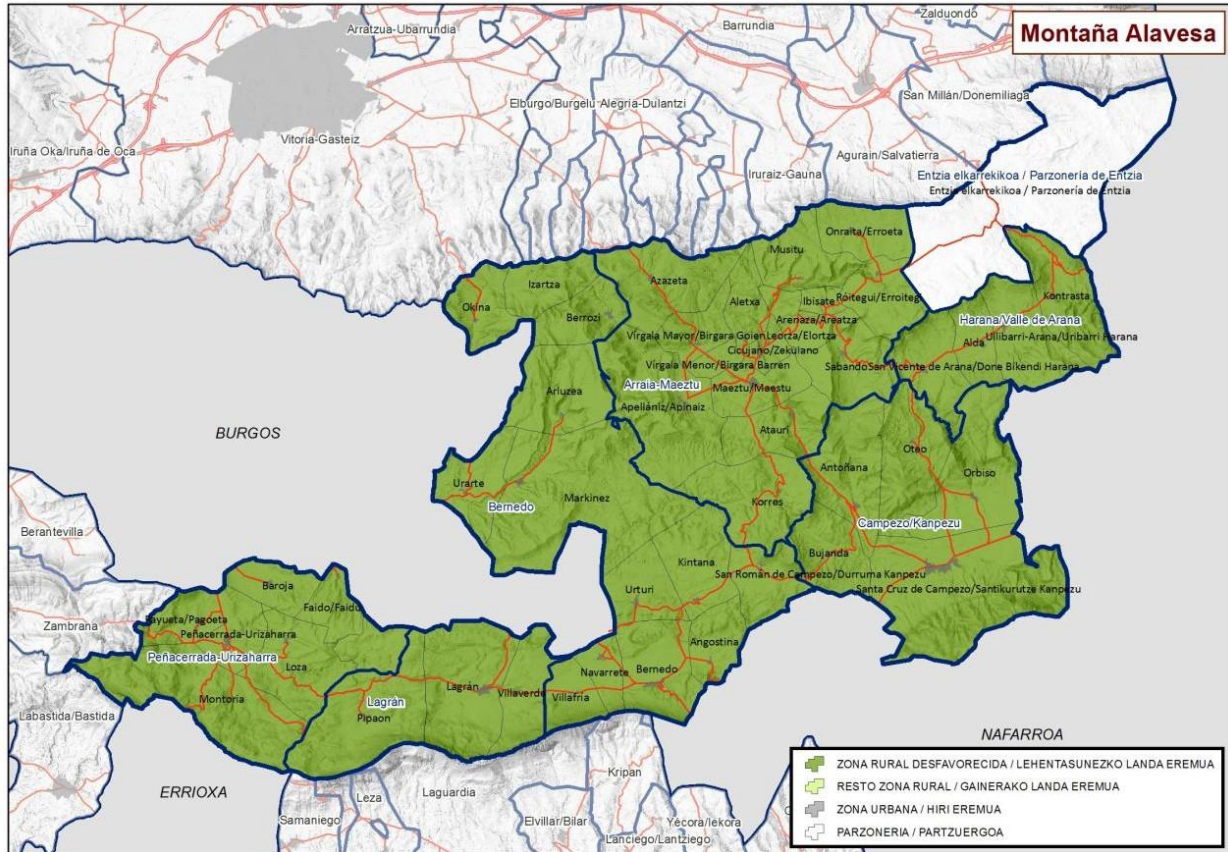 Montaña Alavesa
Zalduondo
Arratzua-Ubarrundia
Barrundia
San Millán/Donemiliaga
Elburgo/Burgelu
Alegría-Dulantzi
Vitoria-Gasteiz
Iruña Oka/Iruña de Oca
Agurain/Salvatierra
Iruraiz-Gauna
Entzia elkarrekikoa / Parzonería de Entzia
Entzia elkarrekikoa / Parzonería de Entzia
Onraita/Erroeta
Musitu
Izartza
Azazeta
Okina
Aletxa
Ibisate
Róitegui/Erroitegi
Kontrasta
Berrozi
Arenaza/Areatza
Harana/Valle de Arana
Vírgala Mayor/Birgara Goien
Leorza/Elortza
Alda
Ullibarri-Arana/Uribarri Harana
Cicujano/Zekuiano
Vírgala Menor/Birgara Barren
Sabando
San Vicente de Arana/Done Bikendi Harana
Arluzea
Arraia-Maeztu
Maeztu/Maestu
Apellániz/Apinaiz
BURGOS
Atauri
Oteo
Antoñana
Orbiso
Urarte
Markinez
Korres
Bernedo
Campezo/Kanpezu
Berantevilla
Bujanda
Kintana
San Román de Campezo/Durruma Kanpezu
Baroja
Urturi
Santa Cruz de Campezo/Santikurutze Kanpezu
Faido/Faidu
Payueta/Pagoeta
Zambrana
Peñacerrada-Urizaharra
Angostina
Peñacerrada-Urizaharra
Loza
Navarrete
Bernedo
Lagrán
Villaverde
Villafría
Montoria
Lagrán
Pipaon
Labastida/Bastida
NAFARROA
ERRIOXA
Kripan
Leza
Laguardia
Samaniego
Elvillar/Bilar
Yécora/Iekora
Lanciego/Lantziego
ZONA RURAL DESFAVORECIDA / LEHENTASUNEZKO LANDA EREMUA
RESTO ZONA RURAL / GAINERAKO LANDA EREMUA
ZONA URBANA / HIRI EREMUA
PARZONERIA / PARTZUERGOA